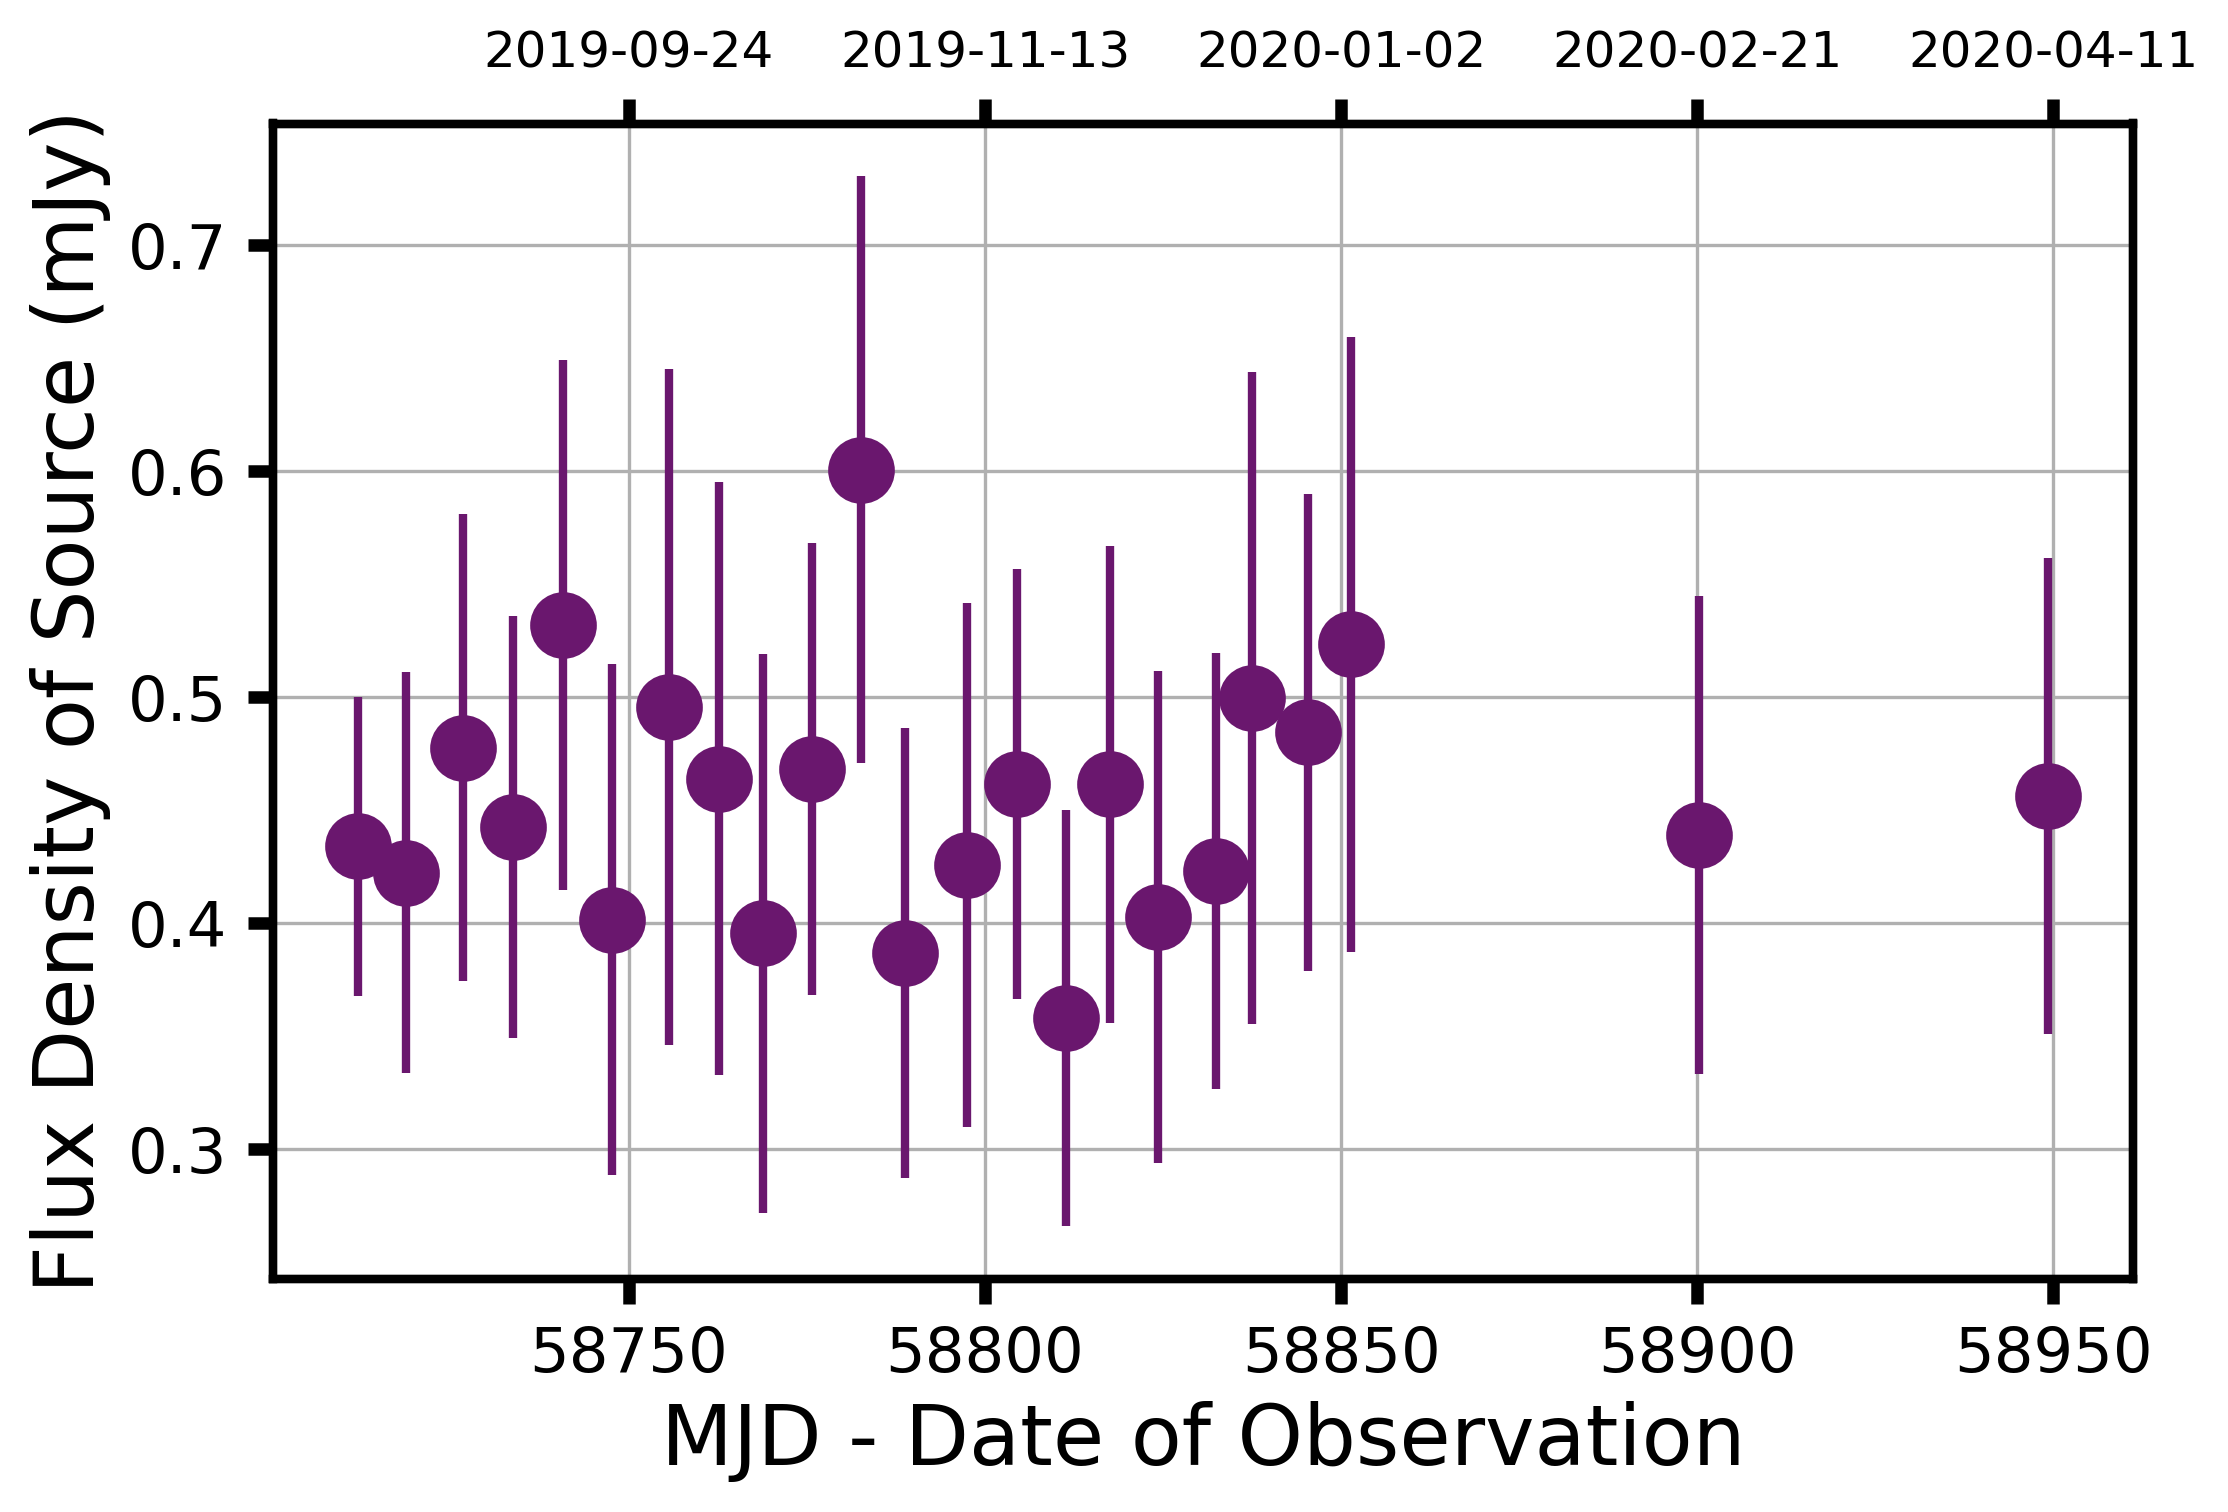 2019-09-24 2019-11-13 2020-01-02 2020-02-21 2020-04-11
Flux Density of Source (mJy)
0.7
0.6
0.5
0.4
0.3
58750 58800 58850 58900 58950
MJD - Date of Observation